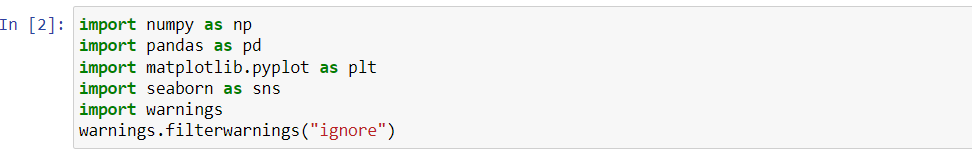 In [2]: import numpy as np
import pandas as pd
import matplotlib.pyplot as plt
import seaborn as sns
import warnings
warnings.filterwarnings("ignore")